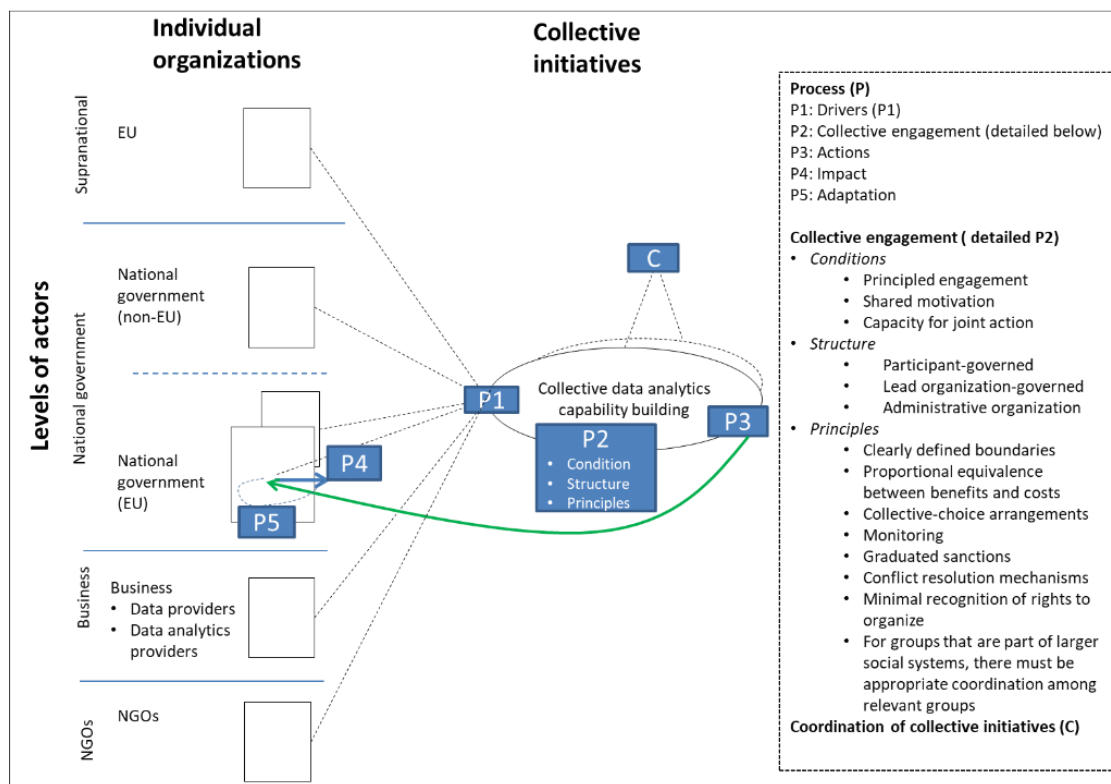 Individual
organizations
Collective
initiatives
Levels of actors
Supranational
EU
National government
National
government
(non-EU)
National
government
(EU)
P4
P5
Business
Business
• Data providers
• Data analytics
providers
NGOs
NGOs
C
P1
Collective data analytics
capability building
P2
• Condition
• Structure
• Principles
P3
Process (P)
P1: Drivers (P1)
P2: Collective engagement (detailed below)
P3: Actions
P4: Impact
P5: Adaptation
Collective engagement ( detailed P2)
• Conditions
• Principled engagement
• Shared motivation
• Capacity for joint action
• Structure
• Participant-governed
• Lead organization-governed
• Administrative organization
• Principles
• Clearly defined boundaries
• Proportional equivalence
between benefits and costs
• Collective-choice arrangements
• Monitoring
• Graduated sanctions
• Conflict resolution mechanisms
• Minimal recognition of rights to
organize
• For groups that are part of larger
social systems, there must be
appropriate coordination among
relevant groups
Coordination of collective initiatives (C)